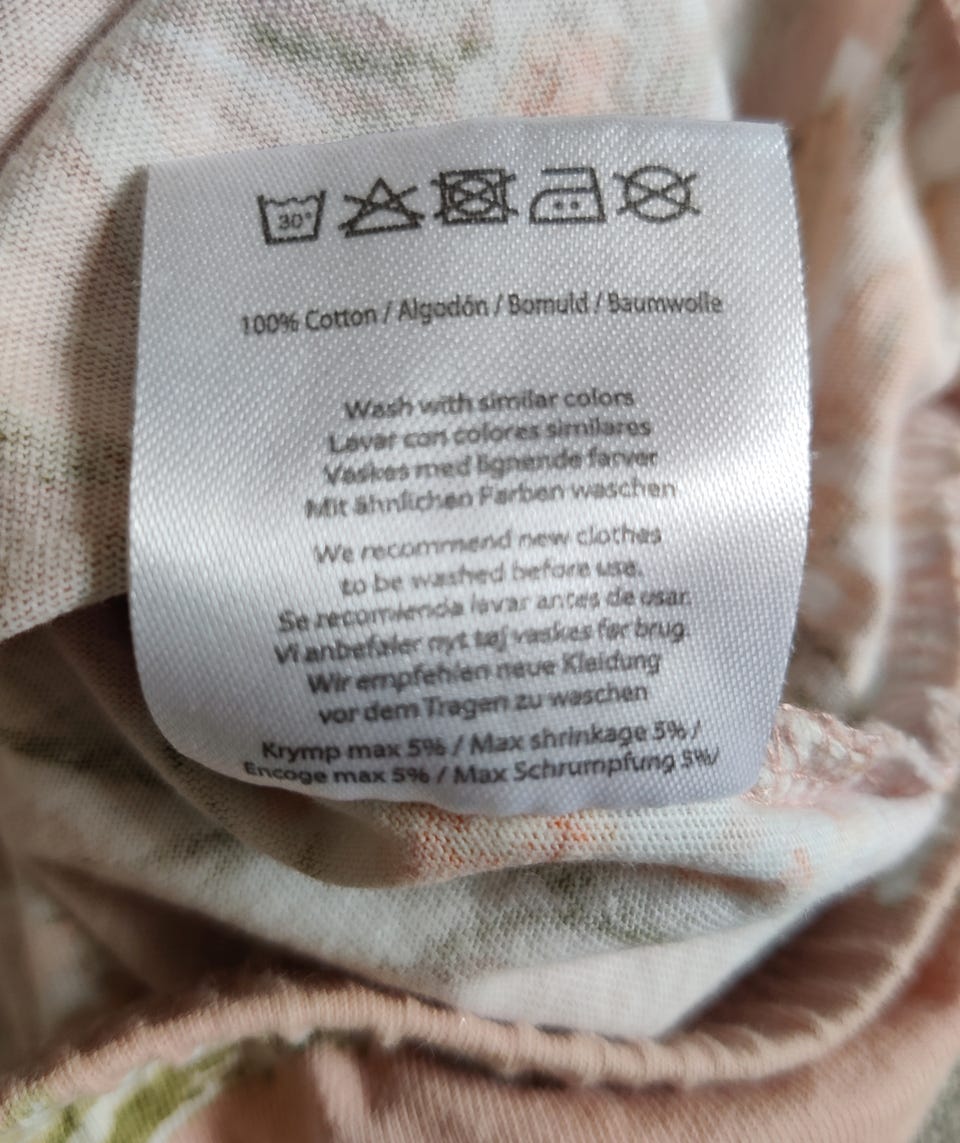 30°
100% Cotton / Algodón / Bomuld / Baumwolle
Wash with similar colors
Lavar con colores similares
Vaskes med lignende farver
Mit ähnlichen Farben waschen
We recommend new clothes
to be washed before use.
Se recomienda lavar antes de usar.
Vi anbefaler nyt tøj vaskes før brug.
Wir empfehlen neue Kleidung
vor dem Tragen zu waschen
Krymp max 5% / Max shrinkage 5% /
Encoge max 5% / Max Schrumpfung 5%/